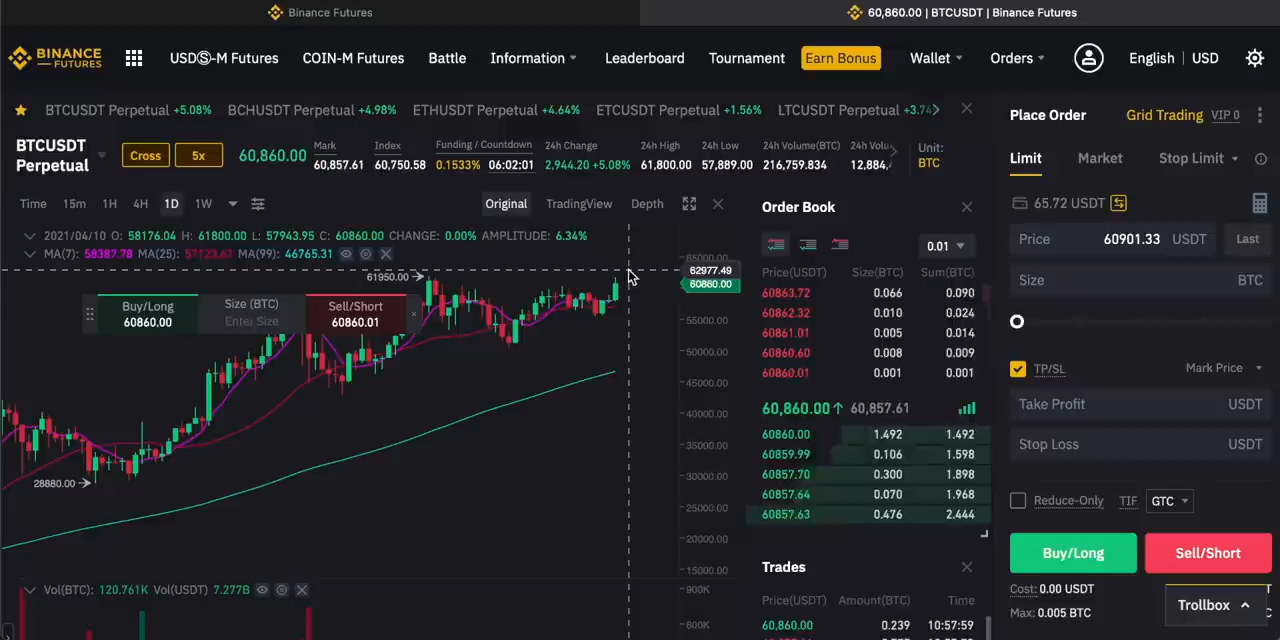 Binance Futures
60,860.00 | BTCUSDT | Binance Futures
BINANCE
FUTURES
USDⓈ-M Futures COIN-M Futures Battle Information Leaderboard Tournament Earn Bonus Wallet Orders English USD
BTCUSDT Perpetual +5.08% BCHUSDT Perpetual +4.98% ETHUSDT Perpetual +4.64% ETCUSDT Perpetual +1.56% LTCUSDT Perpetual +3.74
BTCUSDT
Perpetual
Cross 5x 60,860.00
Mark
60,857.61
Index
60,750.58
Funding / Countdown
0.1533% 06:02:01
24h Change
2,944.20 +5.08%
24h High
61,800.00
24h Low
57,889.00
24h Volume(BTC)
216,759.834
24h Volu
12,884,
Unit:
BTC
Time 15m 1H 4H 1D 1W
Original TradingView Depth
2021/04/10 O: 58176.04 H: 61800.00 L: 57943.95 C: 60860.00 CHANGE: 0.00% AMPLITUDE: 6.34%
MA(7): 58387.78 MA(25): 57123.67 MA(99): 46765.31
65000.00
62977.49
60860.00
61950.00
Buy/Long
60860.00
Size (BTC)
Enter Size
Sell/Short
60860.01
55000.00
50000.00
45000.00
40000.00
35000.00
30000.00
25000.00
20000.00
15000.00
28880.00
Vol(BTC): 120.761K Vol(USDT) 7.277B
900K
600K
Order Book
0.01
Price(USDT) Size(BTC) Sum(BTC)
60863.72 0.066 0.090
60862.32 0.010 0.024
60861.01 0.005 0.014
60860.60 0.008 0.009
60860.01 0.001 0.001
60,860.00 60,857.61
60860.00 1.492 1.492
60859.99 0.106 1.598
60857.70 0.300 1.898
60857.64 0.070 1.968
60857.63 0.476 2.444
Trades
Price(USDT) Amount(BTC) Time
60,860.00 0.239 10:57:59
Place Order Grid Trading VIP 0
Limit Market Stop Limit
65.72 USDT
Price 60901.33 USDT Last
Size BTC
TP/SL Mark Price
Take Profit USDT
Stop Loss USDT
Reduce-Only TIF GTC
Buy/Long Sell/Short
Cost: 0.00 USDT
Max: 0.005 BTC
Trollbox